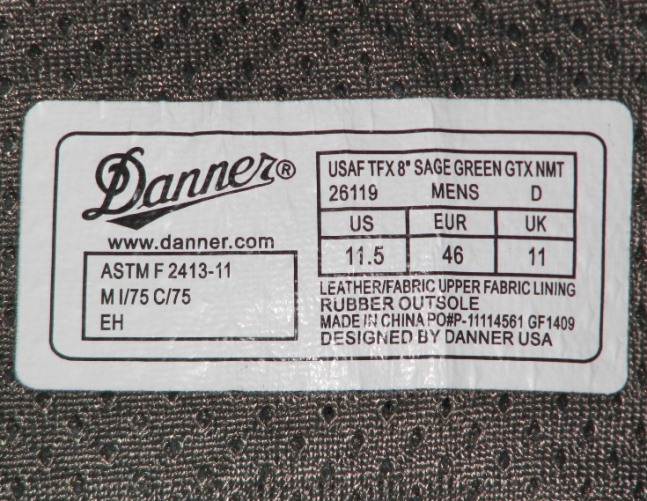 Danner®
www.danner.com
ASTM F 2413-11
M I/75 C/75
EH
USAF TFX 8" SAGE GREEN GTX NMT
26119 MENS D
US EUR UK
11.5 46 11
LEATHER/FABRIC UPPER FABRIC LINING
RUBBER OUTSOLE
MADE IN CHINA PO#P-11114561 GF1409
DESIGNED BY DANNER USA